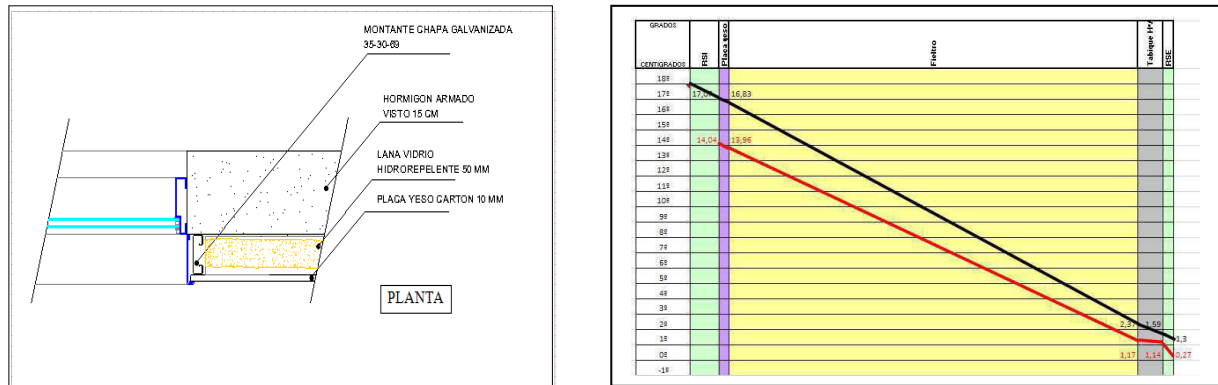 MONTANTE CHAPA GALVANIZADA
35-30-69
HORMIGON ARMADO
VISTO 15 CM
LANA VIDRIO
HIDROREPELENTE 50 MM
PLACA YESO CARTON 10 MM
PLANTA
GRADOS
CENTIGRADOS
RSI
Placa yeso
Fieltro
Tabique HºA
RSE
18º
17º
16,83
16º
15º
14º
14,04
13,96
13º
12º
11º
10º
9º
8º
7º
6º
5º
4º
3º
2º
2,37
1,59
1º
1,3
0º
1,17
1,14
0,27
-1º